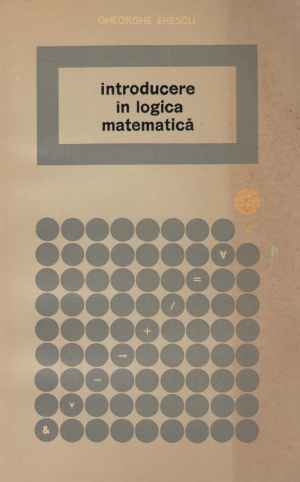 GHEORGHE ENESCU
introducere
în logica
matematică
∀
=
/
+
→
−
v
&